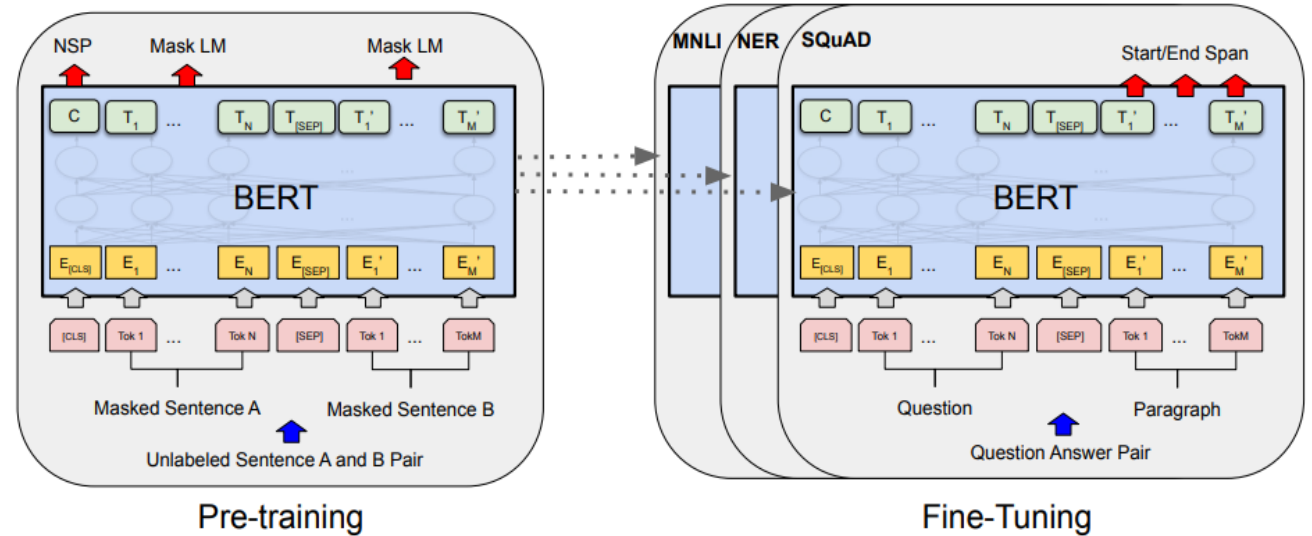 NSP Mask LM Mask LM
C T1 ... TN T[SEP] T1' ... TM'
...
BERT
...
E[CLS] E1 ... EN E[SEP] E1' ... EM'
[CLS] Tok 1 ... Tok N [SEP] Tok 1 ... TokM
Masked Sentence A Masked Sentence B
Unlabeled Sentence A and B Pair
Pre-training
MNLI NER SQuAD
Start/End Span
C T1 ... TN T[SEP] T1' ... TM'
...
BERT
...
E[CLS] E1 ... EN E[SEP] E1' ... EM'
[CLS] Tok 1 ... Tok N [SEP] Tok 1 ... TokM
Question Paragraph
Question Answer Pair
Fine-Tuning